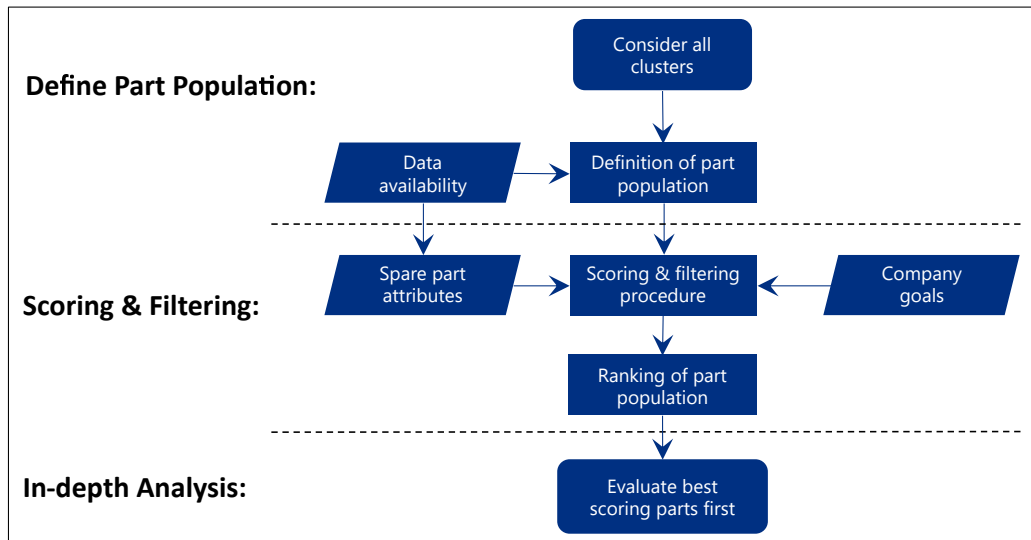 Define Part Population:
Consider all
clusters
Data
availability
Definition of part
population
Scoring & Filtering:
Spare part
attributes
Scoring & filtering
procedure
Company
goals
Ranking of part
population
In-depth Analysis:
Evaluate best
scoring parts first